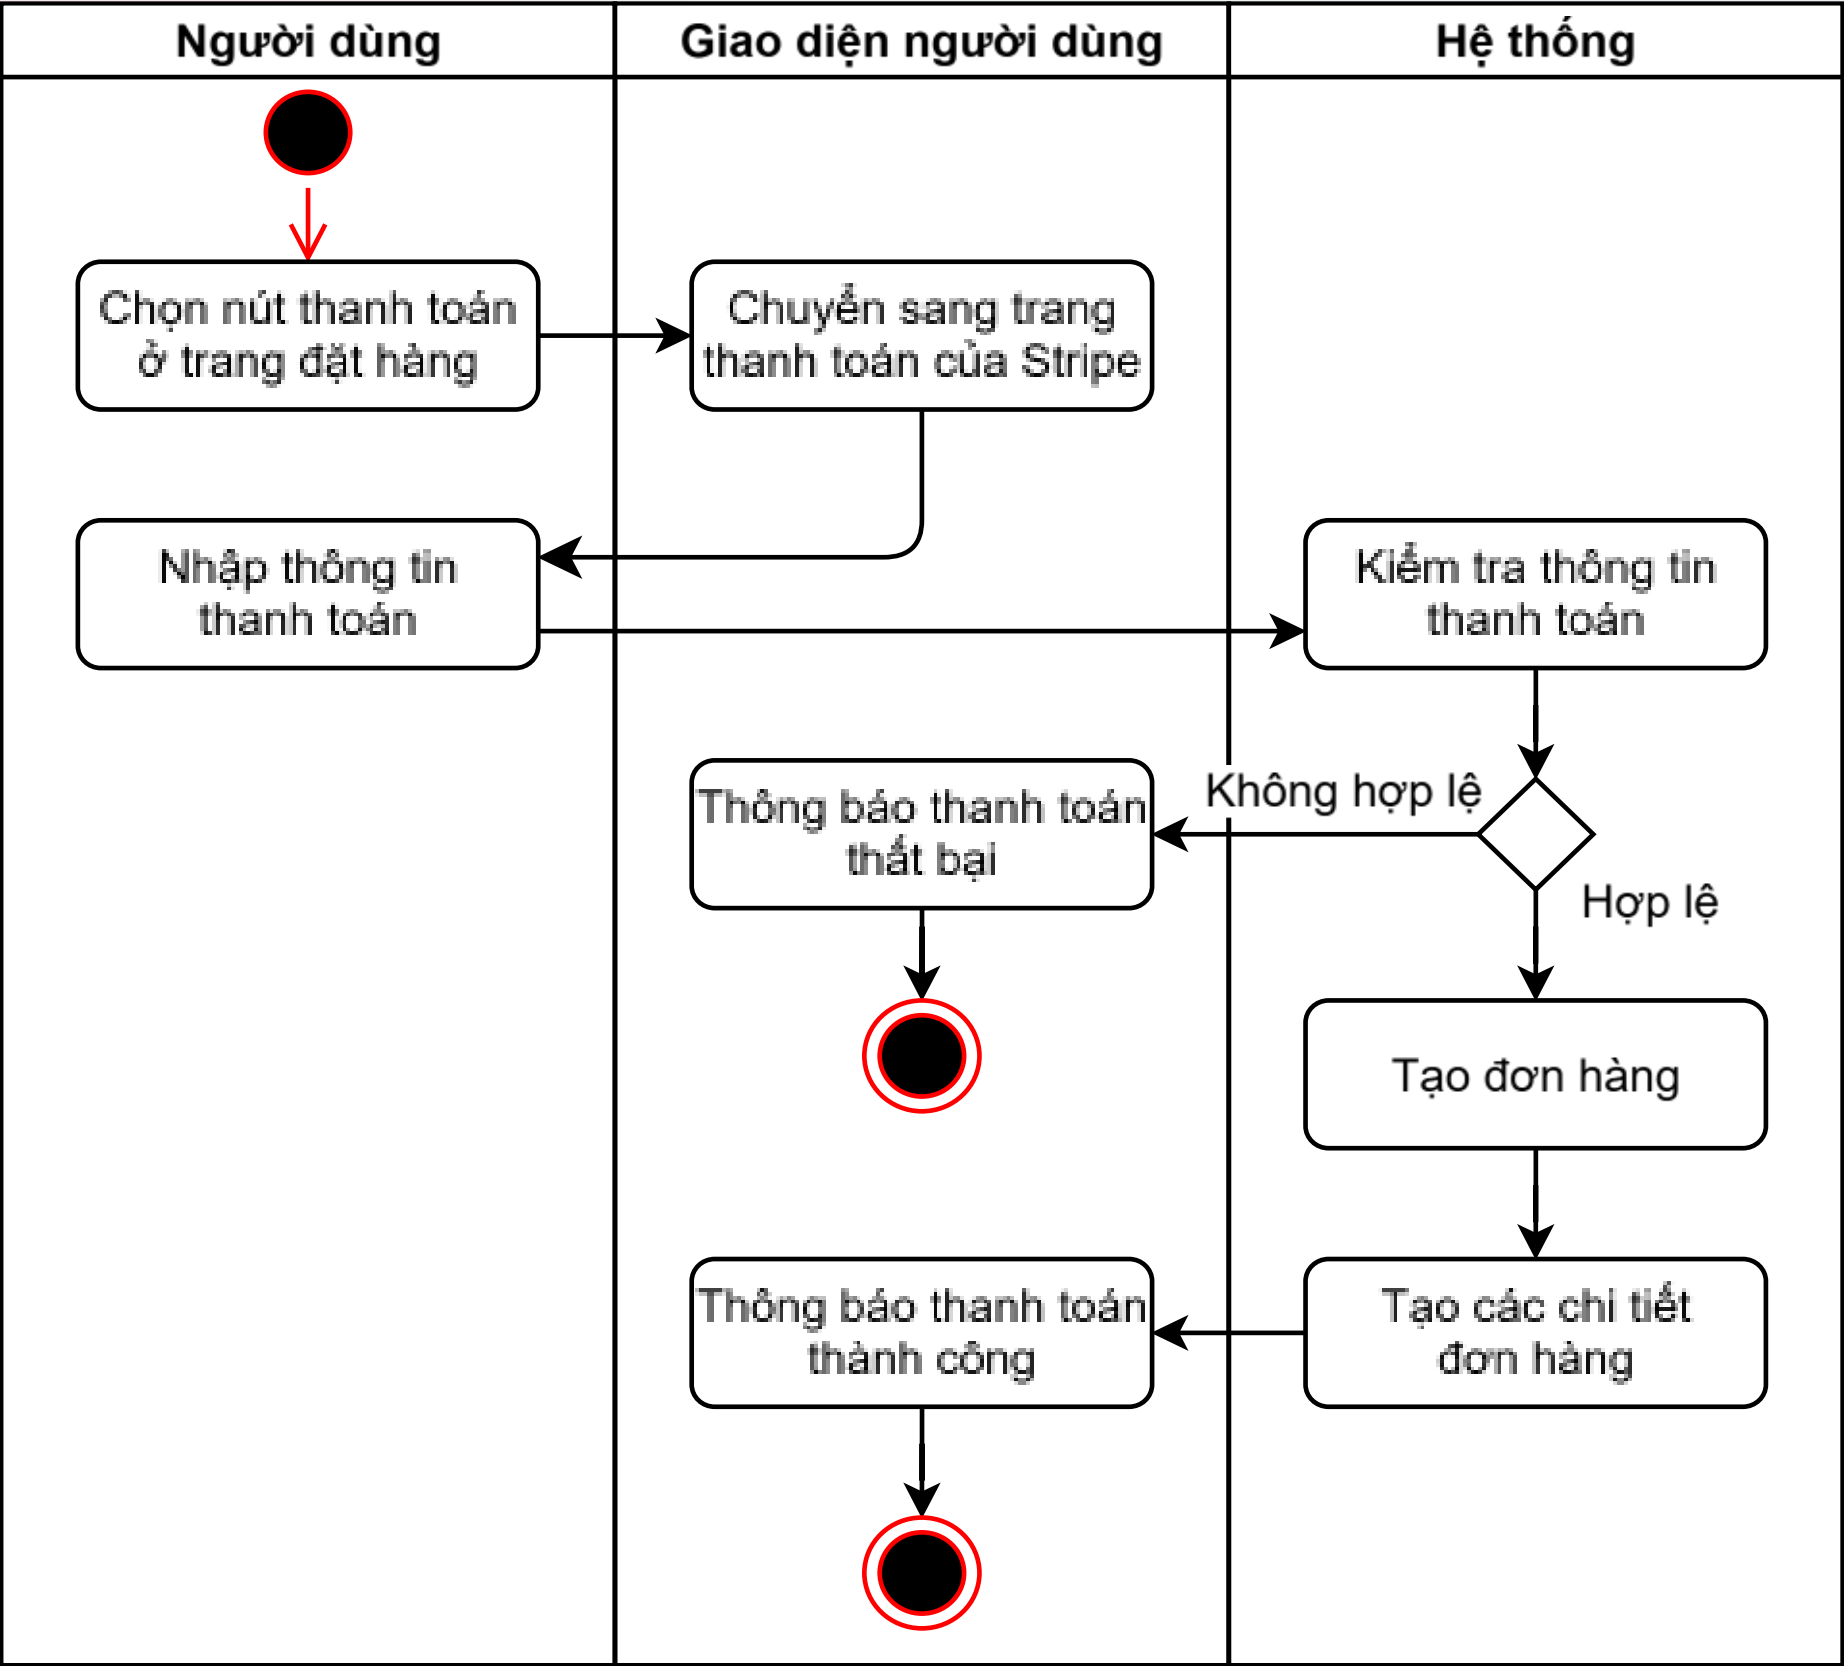 Người dùng
Giao diện người dùng
Hệ thống
Chọn nút thanh toán
ở trang đặt hàng
Chuyển sang trang
thanh toán của Stripe
Nhập thông tin
thanh toán
Kiểm tra thông tin
thanh toán
Không hợp lệ
Thông báo thanh toán
thất bại
Hợp lệ
Tạo đơn hàng
Thông báo thanh toán
thành công
Tạo các chi tiết
đơn hàng